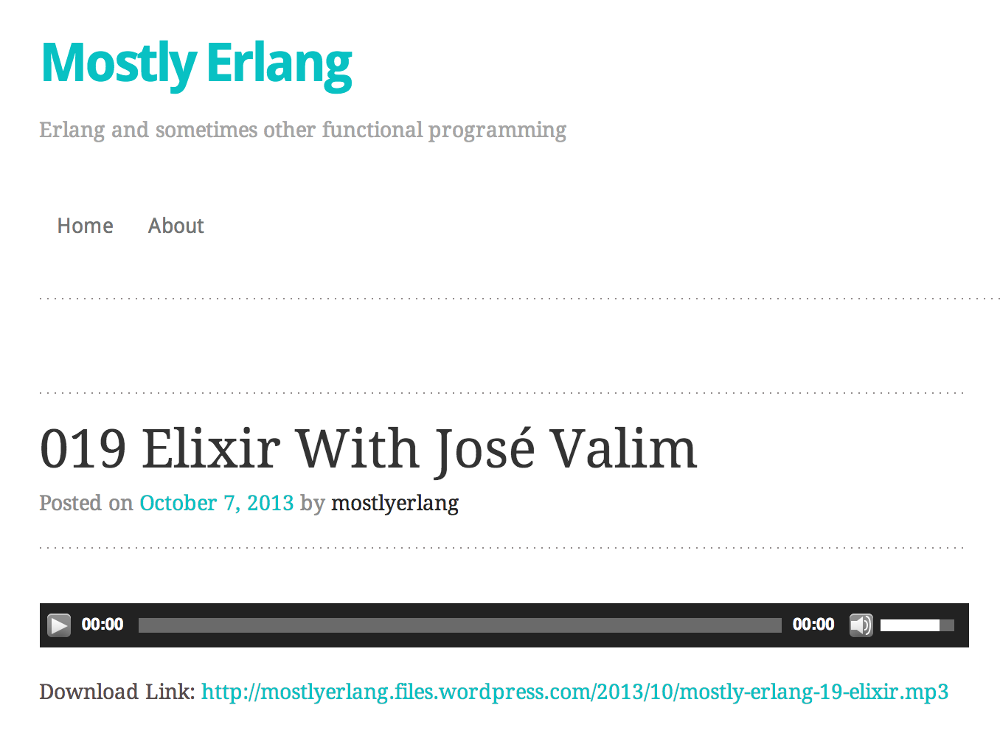 Mostly Erlang
Erlang and sometimes other functional programming
Home About
019 Elixir With José Valim
Posted on October 7, 2013 by mostlyerlang
00:00 00:00
Download Link: http://mostlyerlang.files.wordpress.com/2013/10/mostly-erlang-19-elixir.mp3